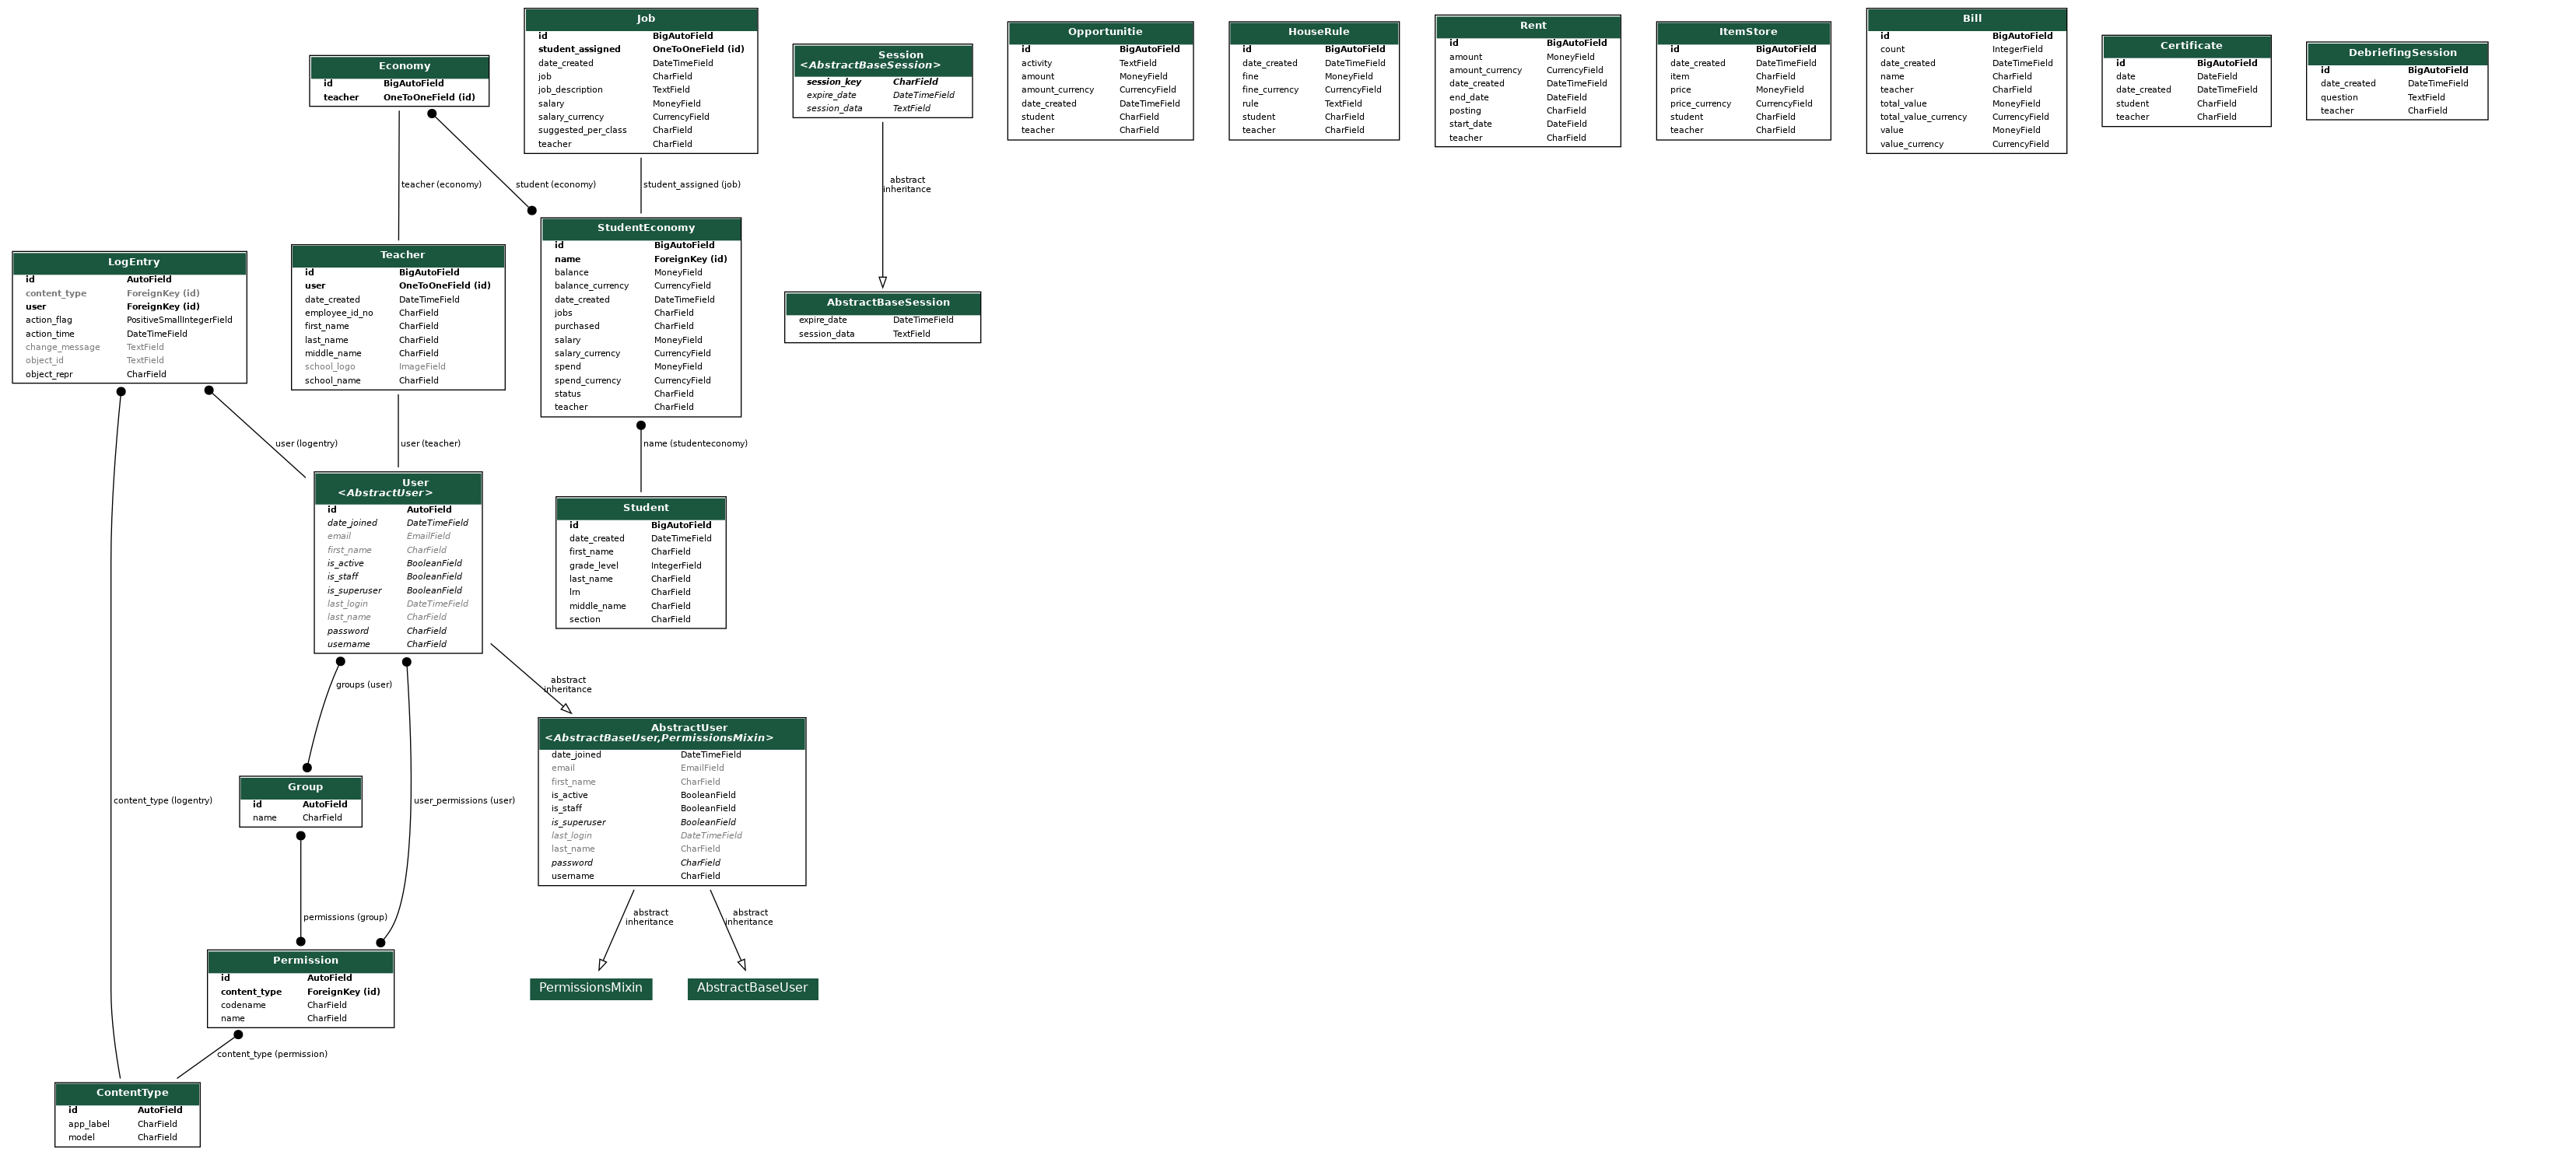 Economy
id BigAutoField
teacher OneToOneField (id)
Job
id BigAutoField
student_assigned OneToOneField (id)
date_created DateTimeField
job CharField
job_description TextField
salary MoneyField
salary_currency CurrencyField
suggested_per_class CharField
teacher CharField
Session
<AbstractBaseSession>
session_key CharField
expire_date DateTimeField
session_data TextField
Opportunitie
id BigAutoField
activity TextField
amount MoneyField
amount_currency CurrencyField
date_created DateTimeField
student CharField
teacher CharField
HouseRule
id BigAutoField
date_created DateTimeField
fine MoneyField
fine_currency CurrencyField
rule TextField
student CharField
teacher CharField
Rent
id BigAutoField
amount MoneyField
amount_currency CurrencyField
date_created DateTimeField
end_date DateField
posting CharField
start_date DateField
teacher CharField
ItemStore
id BigAutoField
date_created DateTimeField
item CharField
price MoneyField
price_currency CurrencyField
student CharField
teacher CharField
Bill
id BigAutoField
count IntegerField
date_created DateTimeField
name CharField
teacher CharField
total_value MoneyField
total_value_currency CurrencyField
value MoneyField
value_currency CurrencyField
Certificate
id BigAutoField
date DateField
date_created DateTimeField
student CharField
teacher CharField
DebriefingSession
id BigAutoField
date_created DateTimeField
question TextField
teacher CharField
teacher (economy)
student (economy)
student_assigned (job)
abstract
inheritance
LogEntry
id AutoField
content_type ForeignKey (id)
user ForeignKey (id)
action_flag PositiveSmallIntegerField
action_time DateTimeField
change_message TextField
object_id TextField
object_repr CharField
Teacher
id BigAutoField
user OneToOneField (id)
date_created DateTimeField
employee_id_no CharField
first_name CharField
last_name CharField
middle_name CharField
school_logo ImageField
school_name CharField
StudentEconomy
id BigAutoField
name ForeignKey (id)
balance MoneyField
balance_currency CurrencyField
date_created DateTimeField
jobs CharField
purchased CharField
salary MoneyField
salary_currency CurrencyField
spend MoneyField
spend_currency CurrencyField
status CharField
teacher CharField
AbstractBaseSession
expire_date DateTimeField
session_data TextField
user (logentry)
user (teacher)
name (studenteconomy)
User
<AbstractUser>
id AutoField
date_joined DateTimeField
email EmailField
first_name CharField
is_active BooleanField
is_staff BooleanField
is_superuser BooleanField
last_login DateTimeField
last_name CharField
password CharField
username CharField
Student
id BigAutoField
date_created DateTimeField
first_name CharField
grade_level IntegerField
last_name CharField
lrn CharField
middle_name CharField
section CharField
groups (user)
abstract
inheritance
AbstractUser
<AbstractBaseUser,PermissionsMixin>
date_joined DateTimeField
email EmailField
first_name CharField
is_active BooleanField
is_staff BooleanField
is_superuser BooleanField
last_login DateTimeField
last_name CharField
password CharField
username CharField
Group
id AutoField
name CharField
content_type (logentry)
user_permissions (user)
permissions (group)
abstract
inheritance
abstract
inheritance
Permission
id AutoField
content_type ForeignKey (id)
codename CharField
name CharField
PermissionsMixin
AbstractBaseUser
content_type (permission)
ContentType
id AutoField
app_label CharField
model CharField